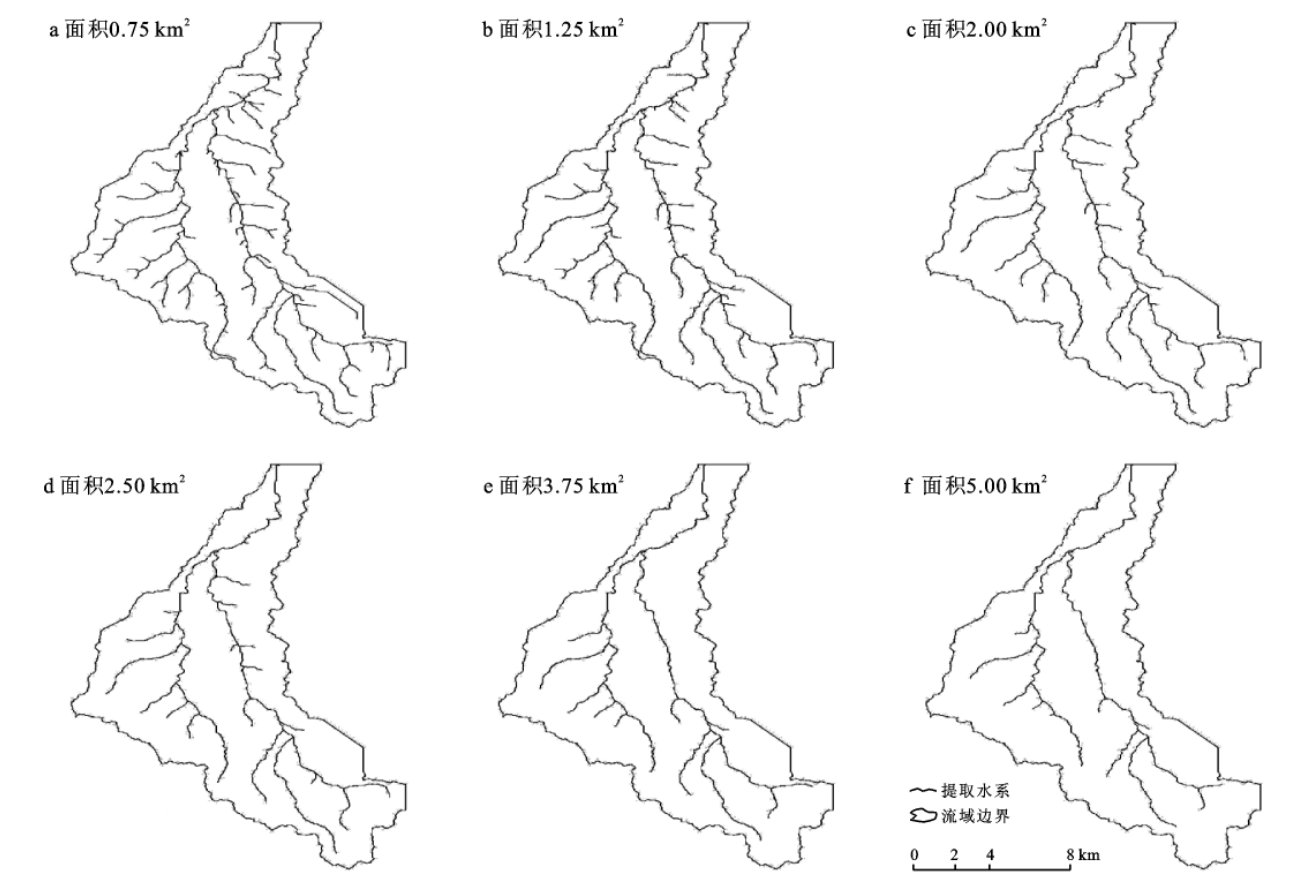 a 面积0.75 km²
b 面积1.25 km²
c 面积2.00 km²
d 面积2.50 km²
e 面积3.75 km²
f 面积5.00 km²
提取水系
流域边界
0 2 4 8 km